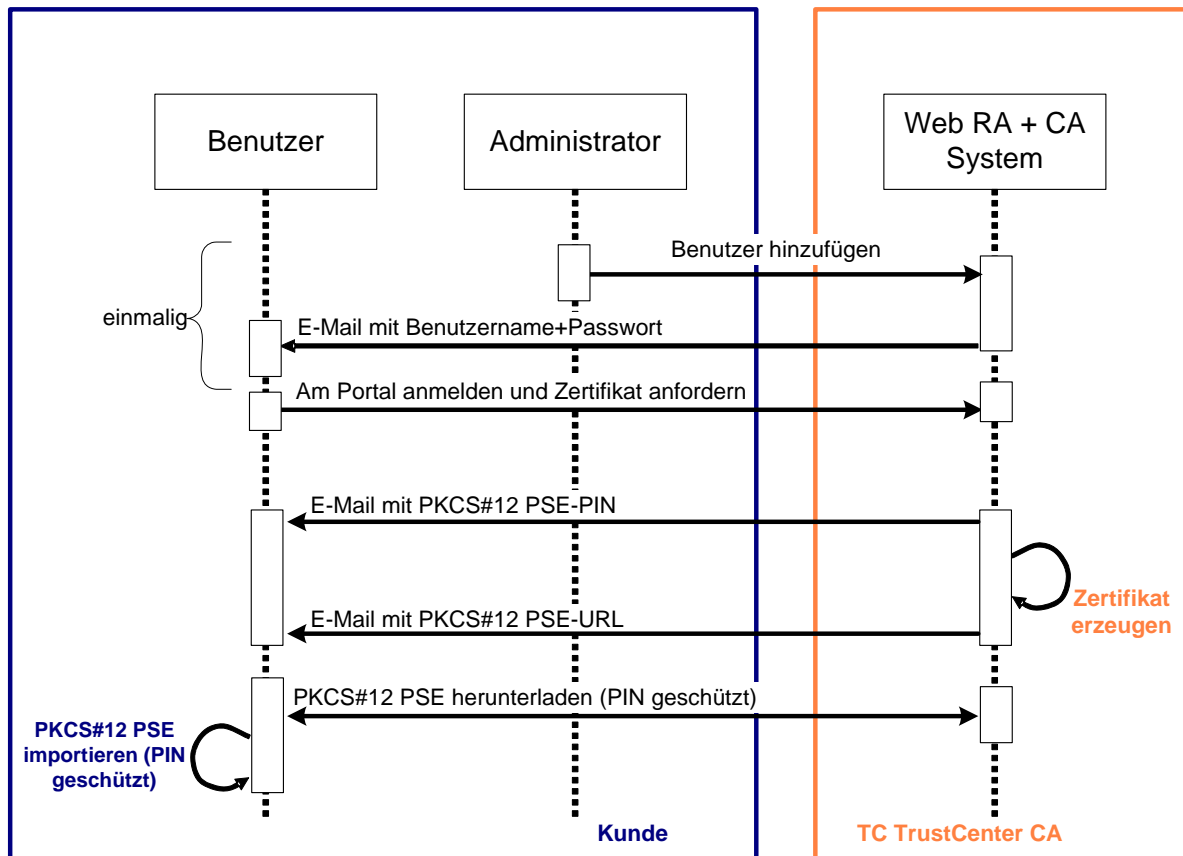 Benutzer
Administrator
Web RA + CA
System
Benutzer hinzufügen
einmalig
E-Mail mit Benutzername+Passwort
Am Portal anmelden und Zertifikat anfordern
E-Mail mit PKCS#12 PSE-PIN
Zertifikat
erzeugen
E-Mail mit PKCS#12 PSE-URL
PKCS#12 PSE herunterladen (PIN geschützt)
PKCS#12 PSE
importieren (PIN
geschützt)
Kunde
TC TrustCenter CA